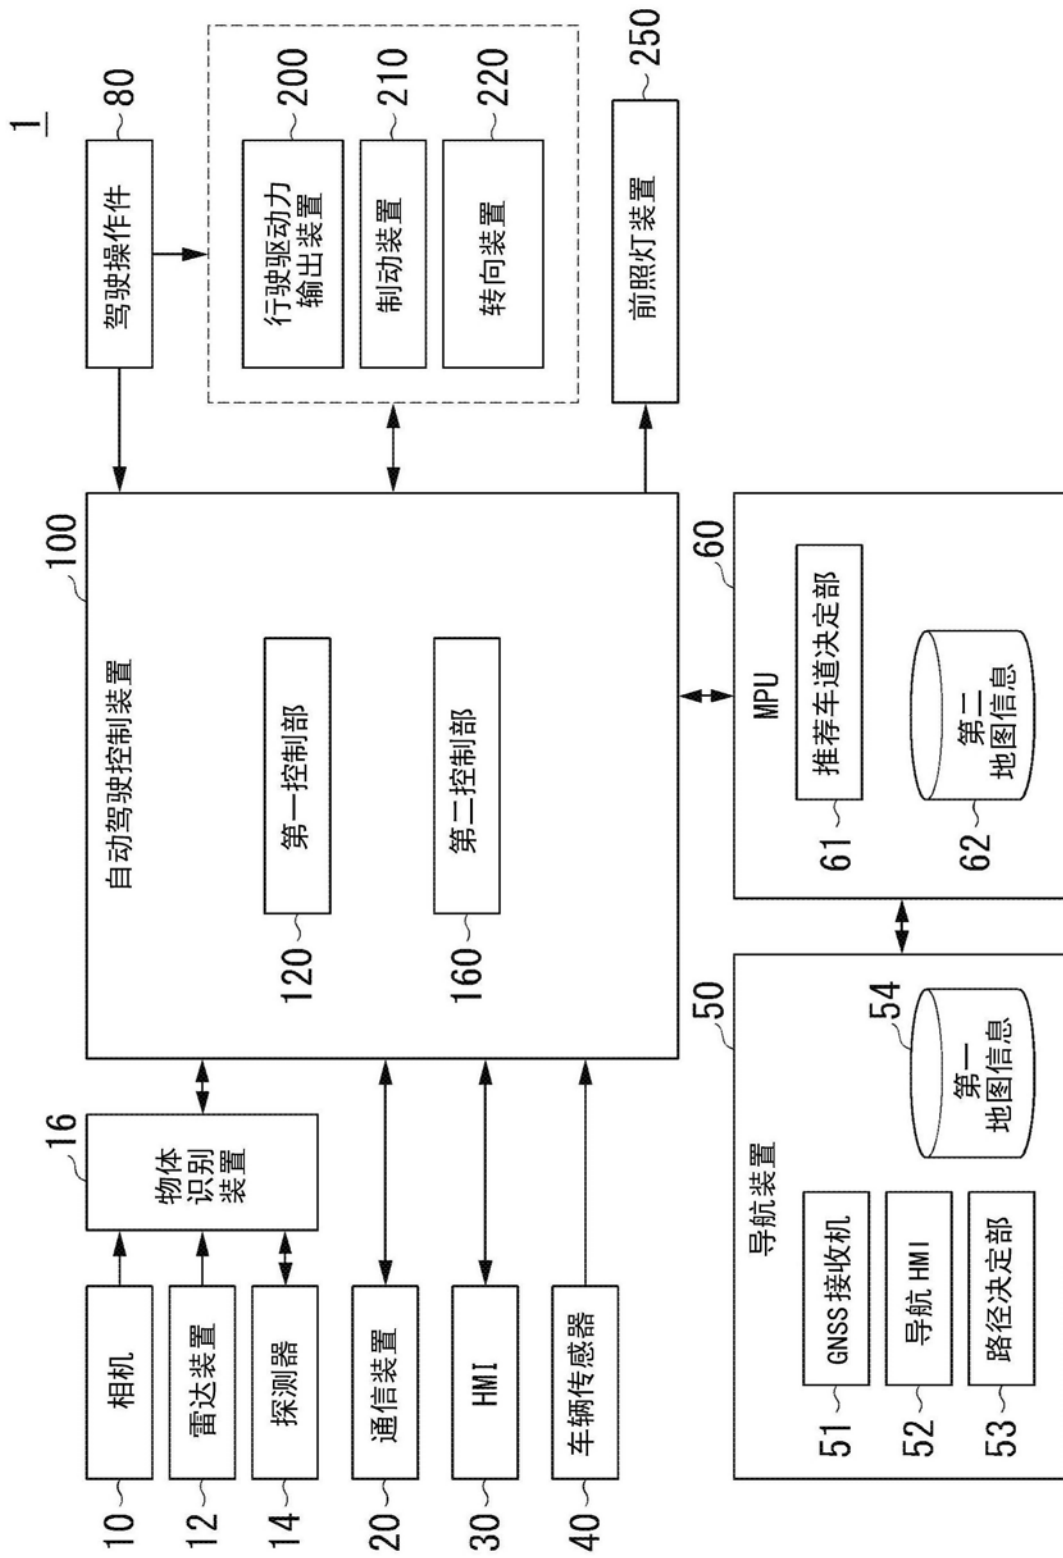 1
10
相机
12
雷达装置
14
探测器
16
物体
识别
装置
20
通信装置
30
HMI
40
车辆传感器
100
自动驾驶控制装置
120
第一控制部
160
第二控制部
80
驾驶操作件
200
行驶驱动力
输出装置
210
制动装置
220
转向装置
250
前照灯装置
50
导航装置
51
GNSS接收机
52
导航HMI
53
路径决定部
54
第一
地图信息
60
MPU
61
推荐车道决定部
62
第二
地图信息